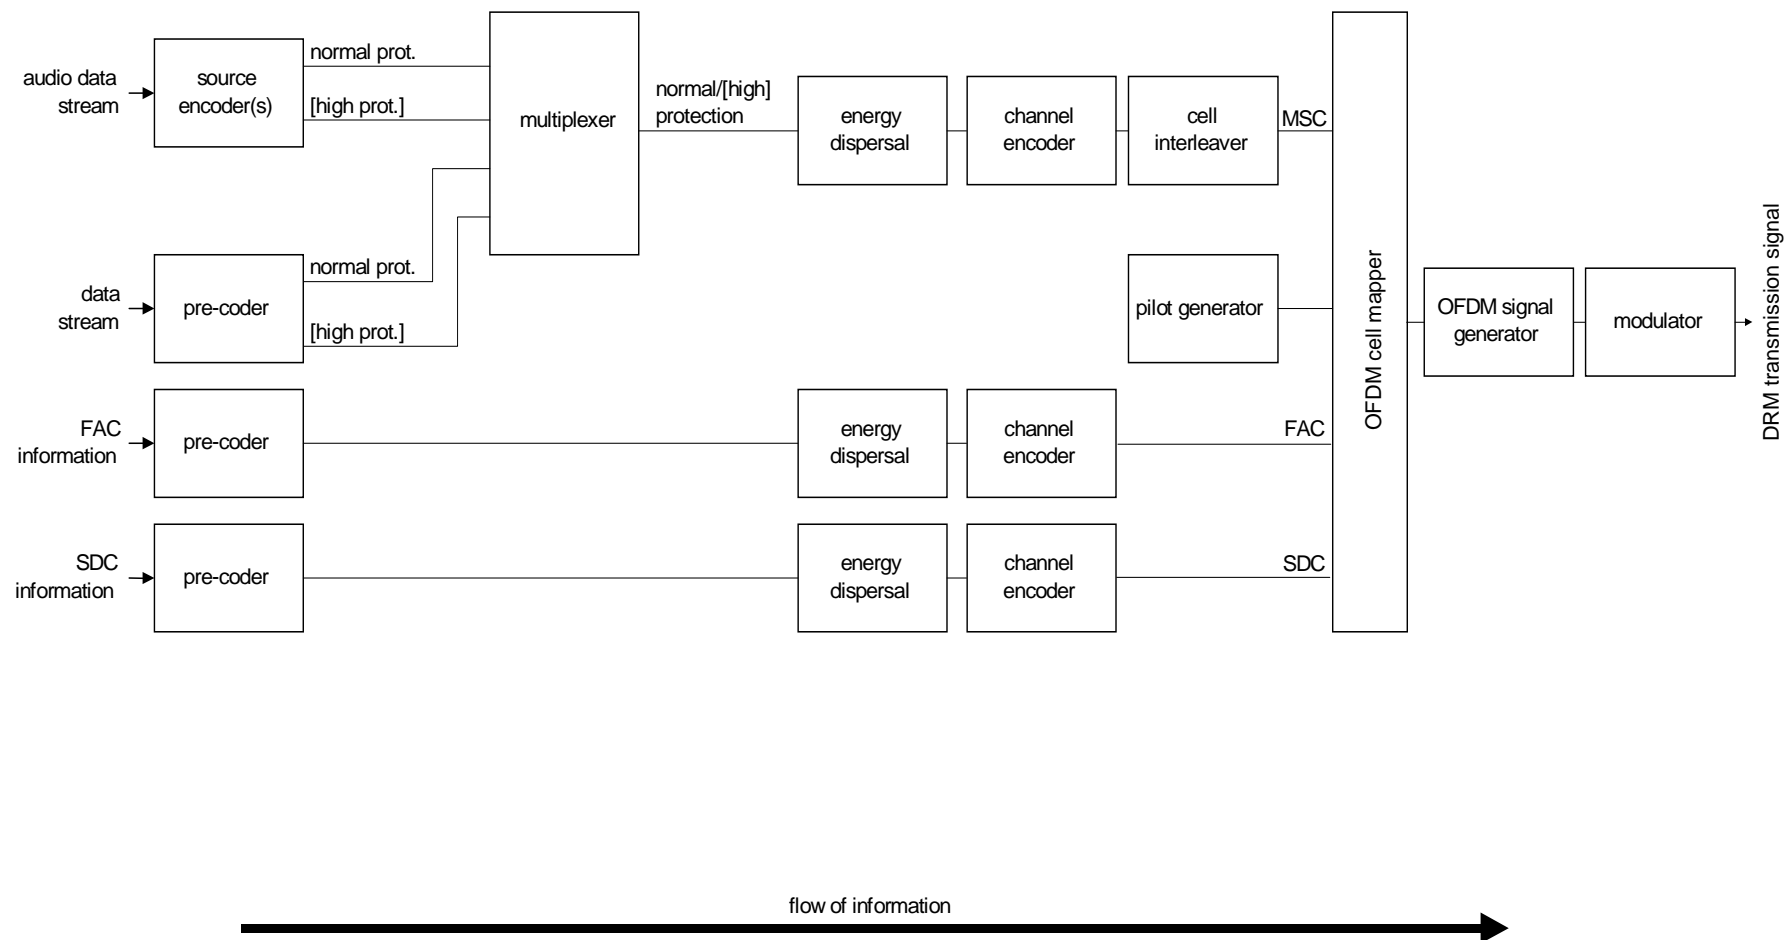 audio data
stream
source
encoder(s)
normal prot.
[high prot.]
multiplexer
normal/[high]
protection
energy
dispersal
channel
encoder
cell
interleaver
MSC
data
stream
pre-coder
normal prot.
[high prot.]
pilot generator
OFDM cell mapper
OFDM signal
generator
modulator
DRM transmission signal
FAC
information
pre-coder
energy
dispersal
channel
encoder
FAC
SDC
information
pre-coder
energy
dispersal
channel
encoder
SDC
flow of information